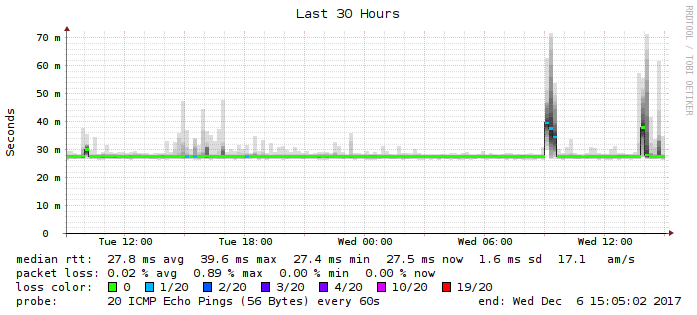 Last 30 Hours
RRDTOOL / TOBI OETIKER
Seconds
70 m
60 m
50 m
40 m
30 m
20 m
10 m
0
Tue 12:00 Tue 18:00 Wed 00:00 Wed 06:00 Wed 12:00
median rtt: 27.8 ms avg 39.6 ms max 27.4 ms min 27.5 ms now 1.6 ms sd 17.1 am/s
packet loss: 0.02 % avg 0.89 % max 0.00 % min 0.00 % now
loss color: 0 1/20 2/20 3/20 4/20 10/20 19/20
probe: 20 ICMP Echo Pings (56 Bytes) every 60s end: Wed Dec 6 15:05:02 2017